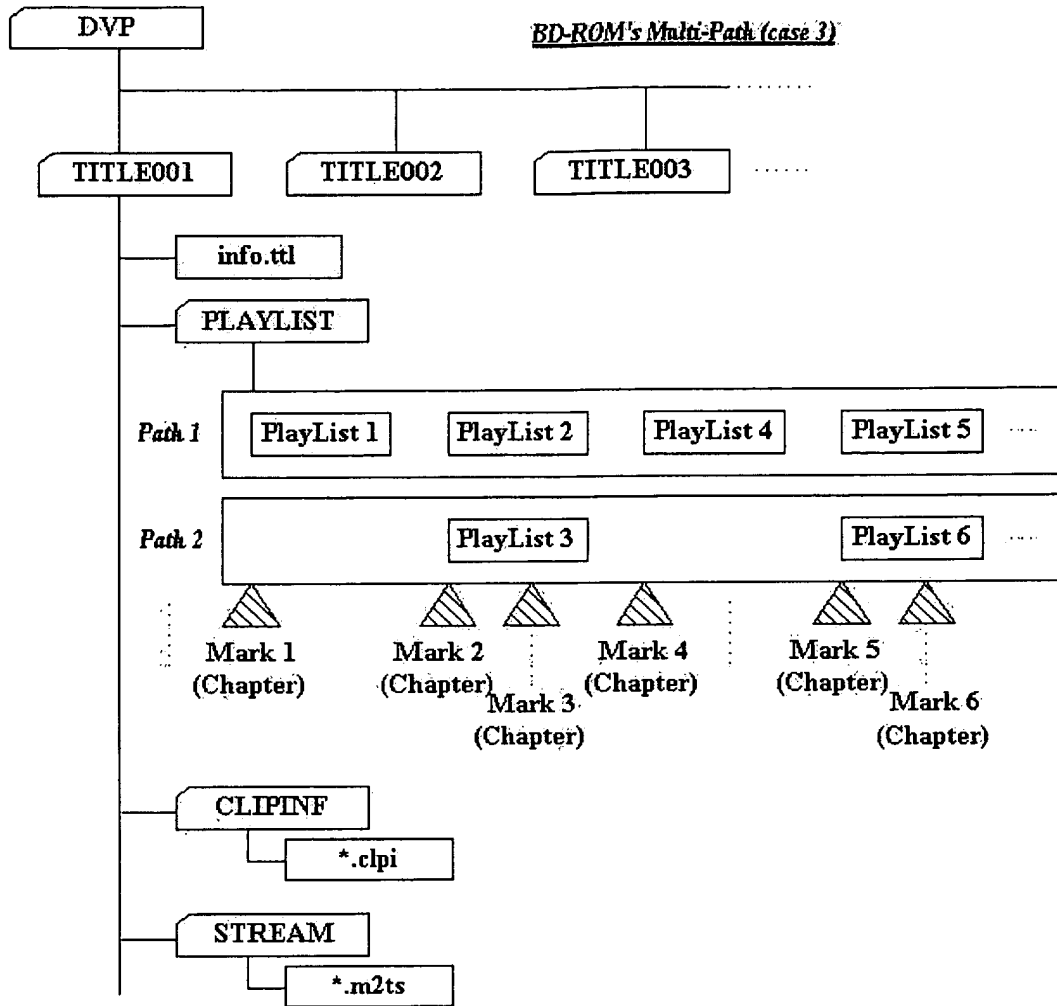 DVP
BD-ROM's Multi-Path (case 3)
TITLE001
TITLE002
TITLE003
info.ttl
PLAYLIST
Path 1
PlayList 1
PlayList 2
PlayList 4
PlayList 5
Path 2
PlayList 3
PlayList 6
Mark 1
(Chapter)
Mark 2
(Chapter)
Mark 3
(Chapter)
Mark 4
(Chapter)
Mark 5
(Chapter)
Mark 6
(Chapter)
CLIPINF
*.clpi
STREAM
*.m2ts